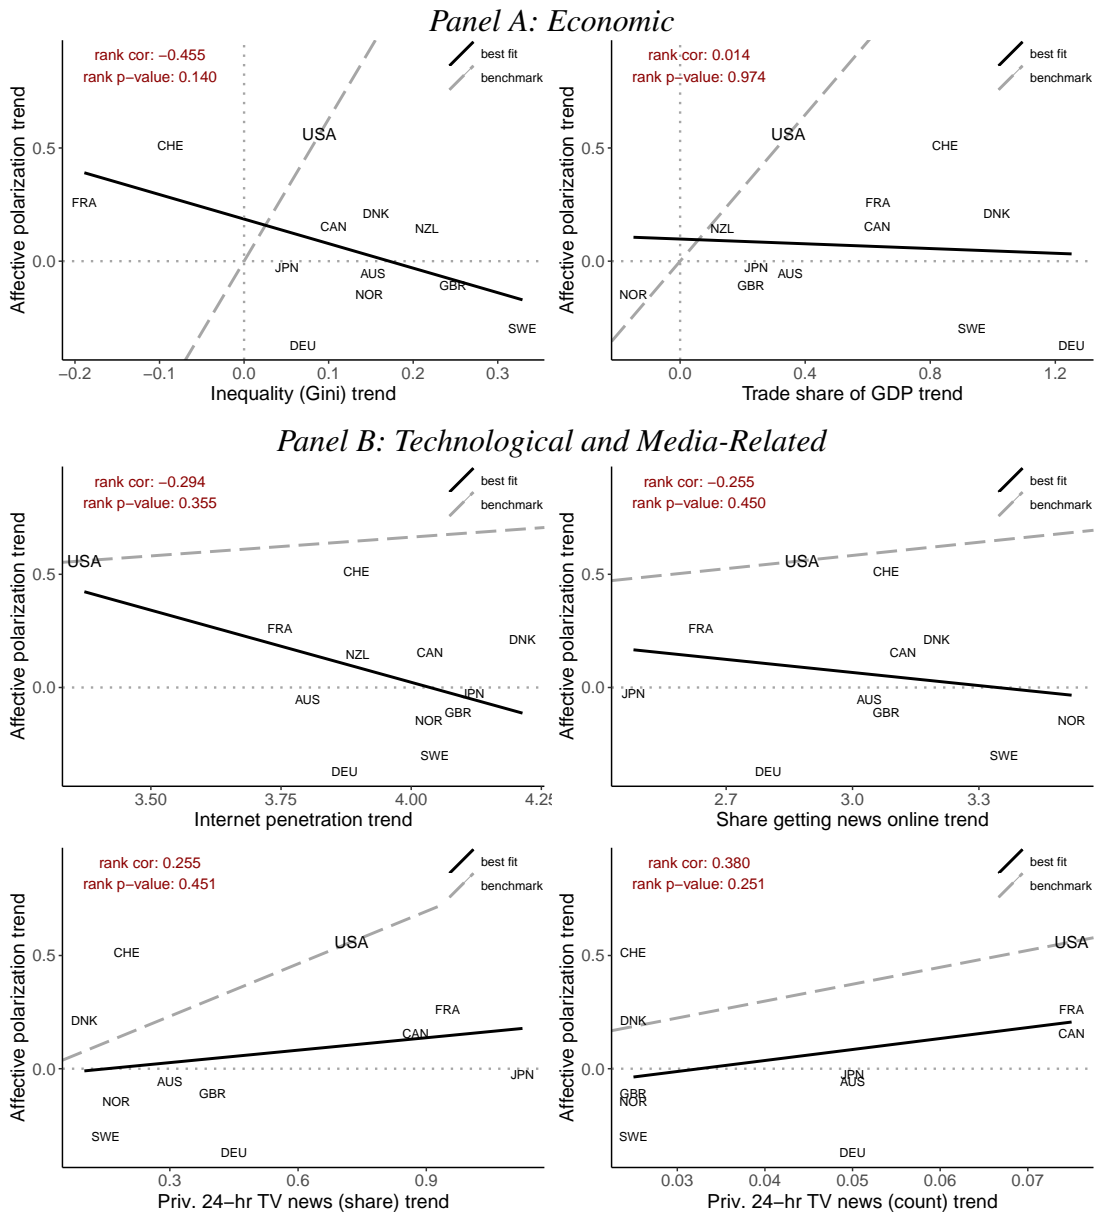 Panel A: Economic
rank cor: −0.455
rank p−value: 0.140
best fit
benchmark
USA
CHE
FRA
DNK
CAN
NZL
JPN
AUS
GBR
NOR
SWE
DEU
0.5
0.0
−0.2
−0.1
0.0
0.1
0.2
0.3
Affective polarization trend
Inequality (Gini) trend
rank cor: 0.014
rank p−value: 0.974
best fit
benchmark
USA
CHE
FRA
DNK
CAN
NZL
JPN
AUS
GBR
NOR
SWE
DEU
0.5
0.0
0.0
0.4
0.8
1.2
Affective polarization trend
Trade share of GDP trend
Panel B: Technological and Media-Related
rank cor: −0.294
rank p−value: 0.355
best fit
benchmark
USA
CHE
FRA
DNK
NZL
CAN
JPN
AUS
GBR
NOR
SWE
DEU
0.5
0.0
3.50
3.75
4.00
4.25
Affective polarization trend
Internet penetration trend
rank cor: −0.255
rank p−value: 0.450
best fit
benchmark
USA
CHE
FRA
DNK
CAN
JPN
AUS
GBR
NOR
SWE
DEU
0.5
0.0
2.7
3.0
3.3
Affective polarization trend
Share getting news online trend
rank cor: 0.255
rank p−value: 0.451
best fit
benchmark
USA
CHE
FRA
DNK
CAN
JPN
AUS
GBR
NOR
SWE
DEU
0.5
0.0
0.3
0.6
0.9
Affective polarization trend
Priv. 24−hr TV news (share) trend
rank cor: 0.380
rank p−value: 0.251
best fit
benchmark
USA
CHE
FRA
DNK
CAN
JPN
AUS
GBR
NOR
SWE
DEU
0.5
0.0
0.03
0.04
0.05
0.06
0.07
Affective polarization trend
Priv. 24−hr TV news (count) trend